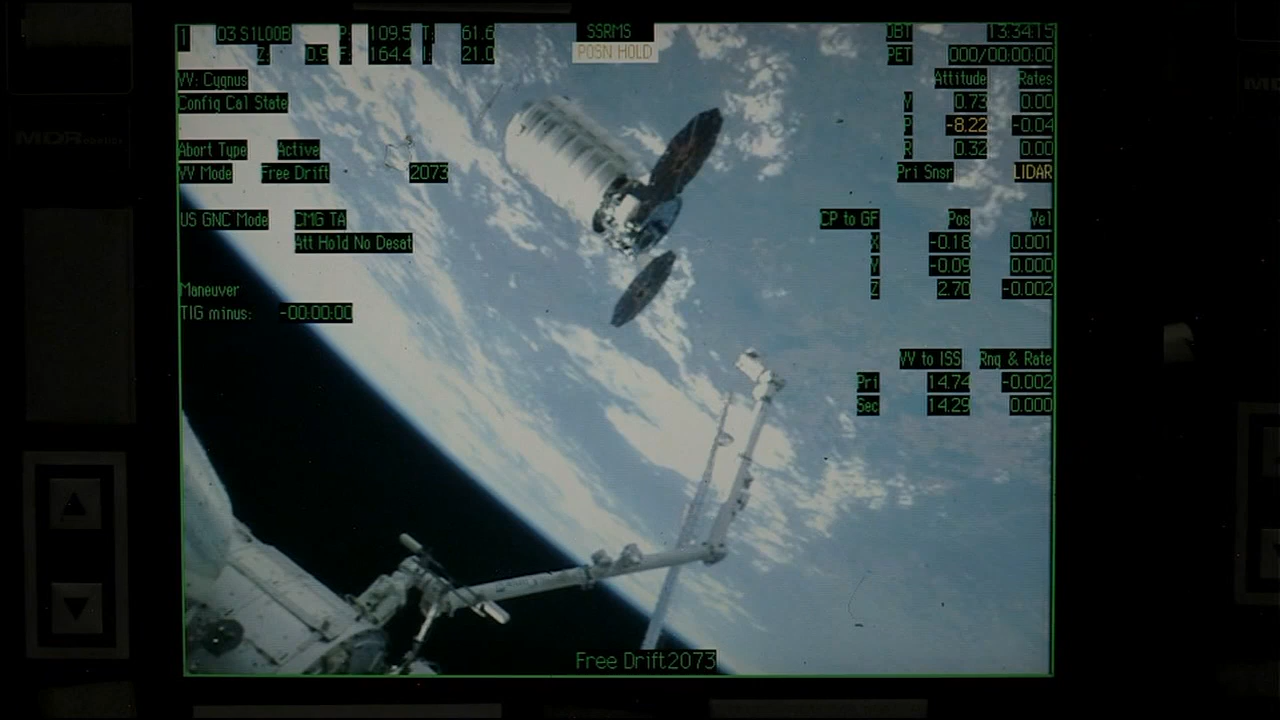 1 03 S1LOOB P: 109.5 T: 61.6 SSRMS DBT 13:34:15
Z: 0.9 F: 164.4 I: 21.0 POSN HOLD PET 000/00:00:00
VV: Cygnus Attitude Rates
Config Cal State Y 0.73 0.00
P -8.22 -0.04
Abort Type Active R 0.32 0.00
VV Mode Free Drift 2073 Pri Snsr LIDAR
US GNC Mode CMG TA CP to GF Pos Vel
Att Hold No Desat X -0.18 0.001
Y -0.09 0.000
Maneuver Z 2.70 -0.002
TIG minus: -00:00:00
VV to ISS Rng & Rate
Pri 14.74 -0.002
Sec 14.29 0.000
Free Drift2073
MDR